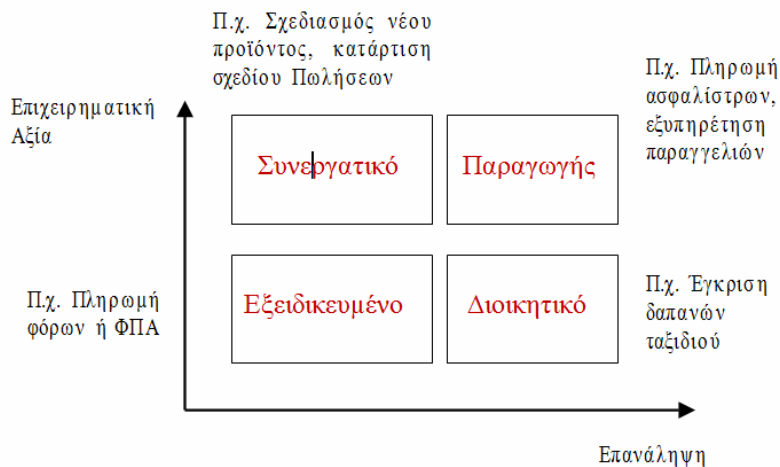 Π.χ. Σχεδιασμός νέου
προϊόντος, κατάρτιση
σχεδίου Πωλήσεων
Π.χ. Πληρωμή
ασφαλίστρων,
εξυπηρέτηση
παραγγελιών
Επιχειρηματική
Αξία
Συνεργατικό
Παραγωγής
Π.χ. Πληρωμή
φόρων ή ΦΠΑ
Εξειδικευμένο
Διοικητικό
Π.χ. Έγκριση
δαπανών
ταξιδιού
Επανάληψη